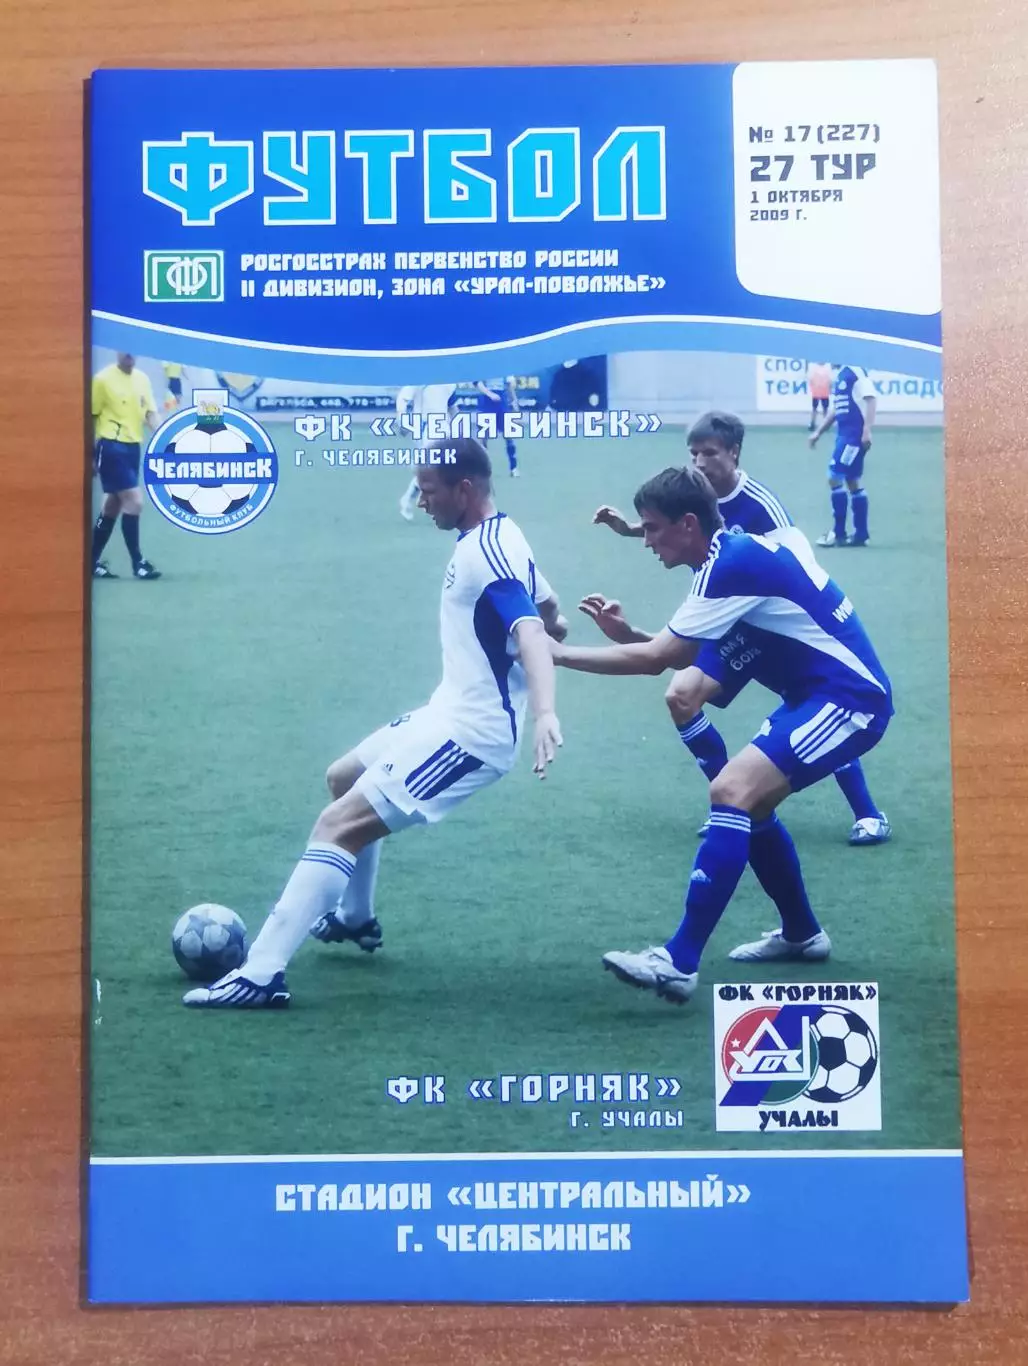 ФУТБОЛ
№ 17 (227)
27 ТУР
1 ОКТЯБРЯ
2009 Г.
ПФЛ
РОСГОССТРАХ ПЕРВЕНСТВО РОССИИ
II ДИВИЗИОН, ЗОНА «УРАЛ-ПОВОЛЖЬЕ»
ФК «ЧЕЛЯБИНСК»
Г. ЧЕЛЯБИНСК
ЧЕЛЯБИНСК
ФУТБОЛЬНЫЙ КЛУБ
ФК «ГОРНЯК»
УЧАЛЫ
ФК «ГОРНЯК»
Г. УЧАЛЫ
СТАДИОН «ЦЕНТРАЛЬНЫЙ»
Г. ЧЕЛЯБИНСК